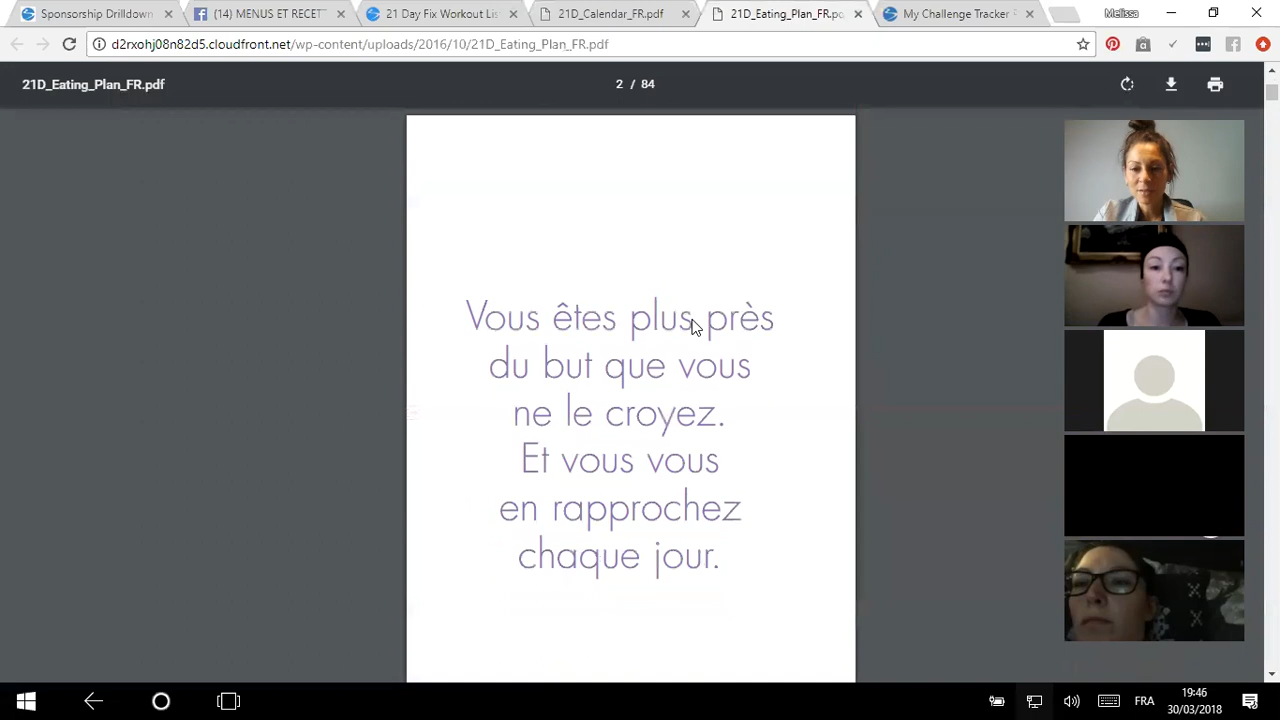 Sponsorship Drilldown
(14) MENUS ET RECETT
21 Day Fix Workout Lis
21D_Calendar_FR.pdf
21D_Eating_Plan_FR.po
My Challenge Tracker
Melissa
d2rxohj08n82d5.cloudfront.net/wp-content/uploads/2016/10/21D_Eating_Plan_FR.pdf
21D_Eating_Plan_FR.pdf
2 / 84
Vous êtes plus près
du but que vous
ne le croyez.
Et vous vous
en rapprochez
chaque jour.
FRA
19:46
30/03/2018